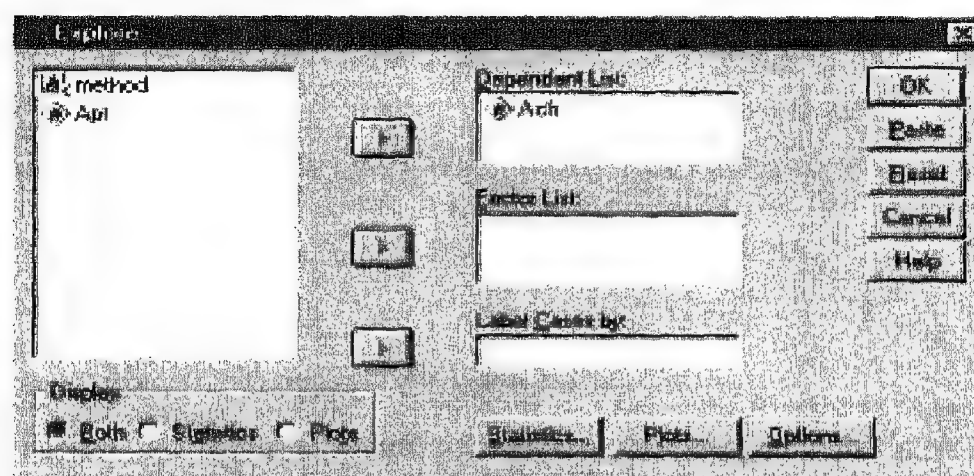 Explore
method
Apt
Dependent List:
Ach
Factor List:
Label Cases by:
OK
Paste
Reset
Cancel
Help
Display
Both Statistics Plots
Statistics... Plots... Options...